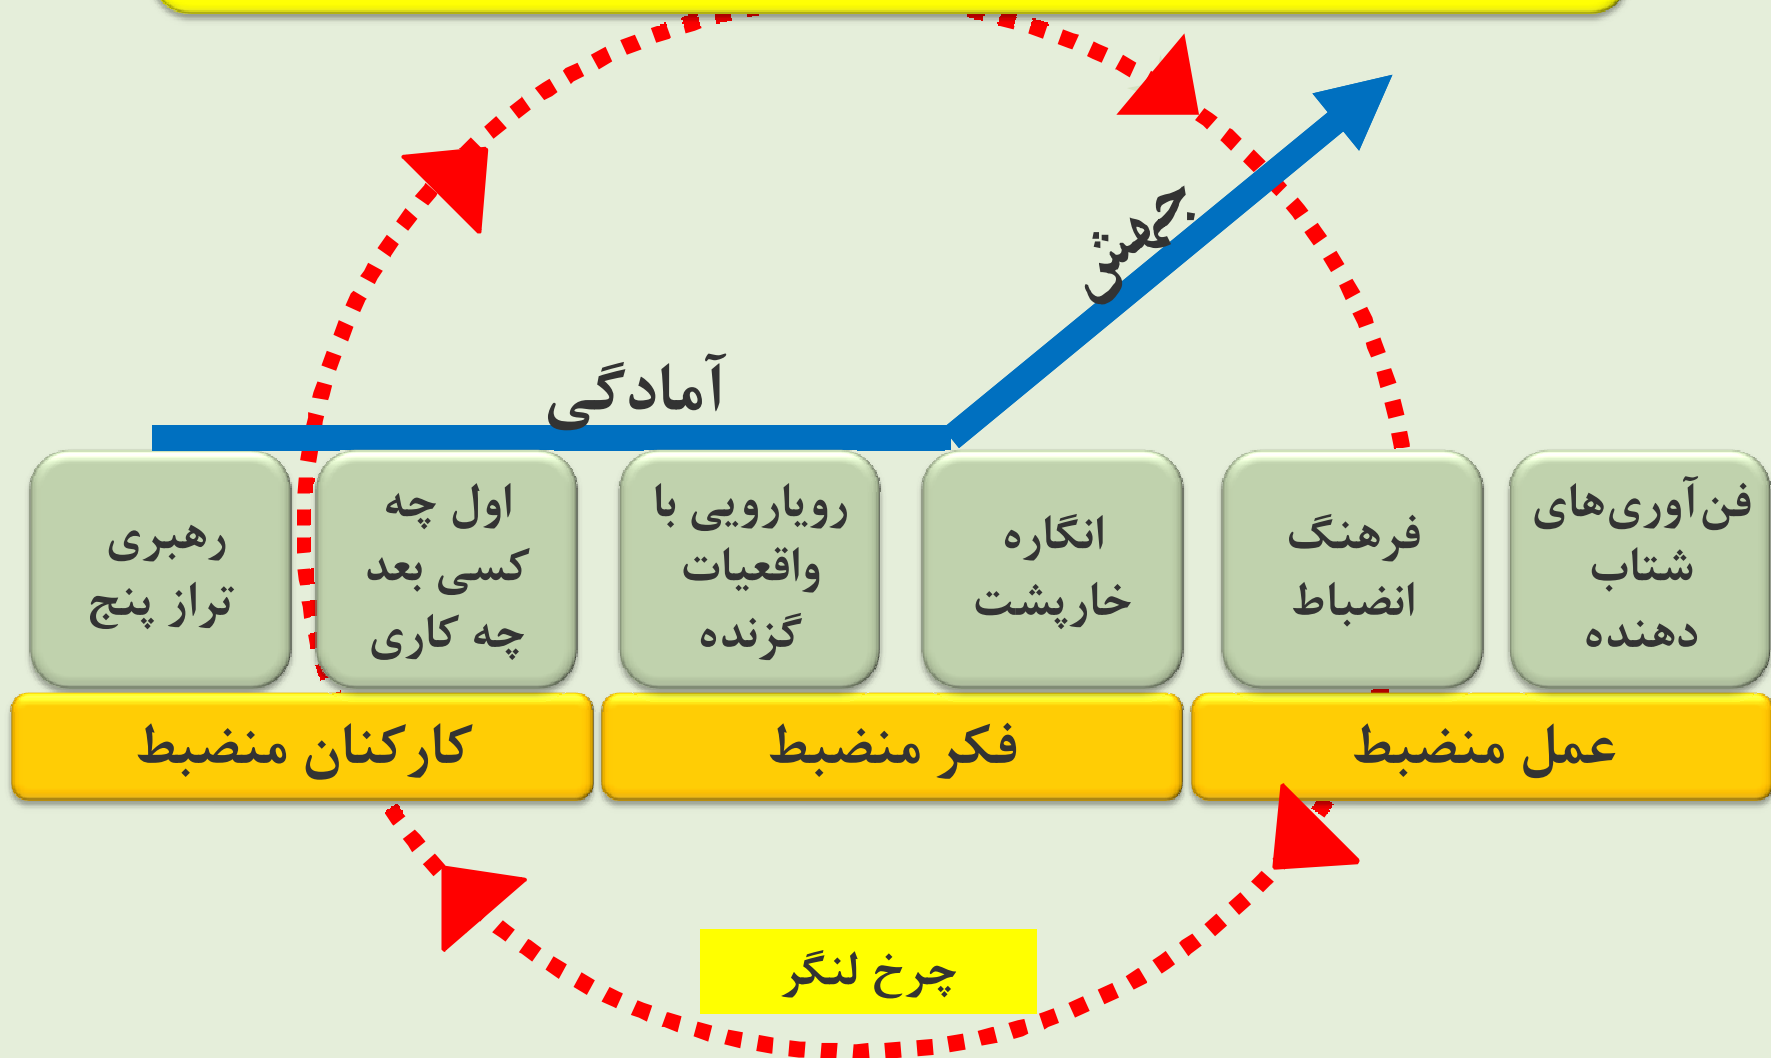 جهش
آمادگی
رهبری
تراز پنج
اول چه
کسی بعد
چه کاری
رویارویی با
واقعیات
گزنده
انگاره
خارپشت
فرهنگ
انضباط
فن‌آوری‌های
شتاب
دهنده
کارکنان منضبط
فکر منضبط
عمل منضبط
چرخ لنگر